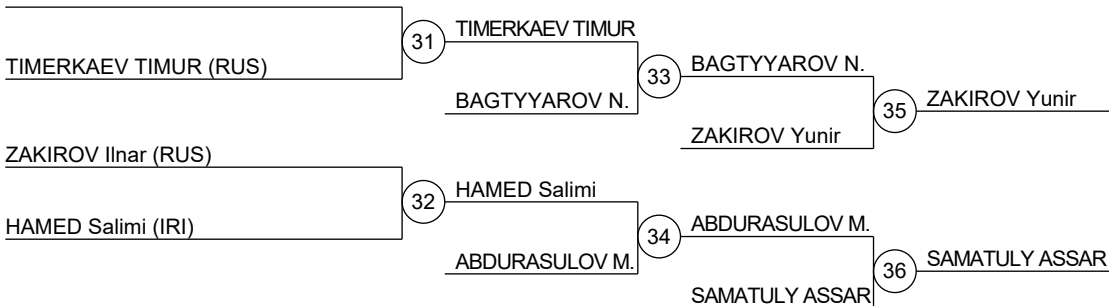 31
TIMERKAEV TIMUR
TIMERKAEV TIMUR (RUS)
33
BAGTYYAROV N.
BAGTYYAROV N.
35
ZAKIROV Yunir
ZAKIROV Yunir
ZAKIROV Ilnar (RUS)
32
HAMED Salimi
HAMED Salimi (IRI)
34
ABDURASULOV M.
ABDURASULOV M.
36
SAMATULY ASSAR
SAMATULY ASSAR